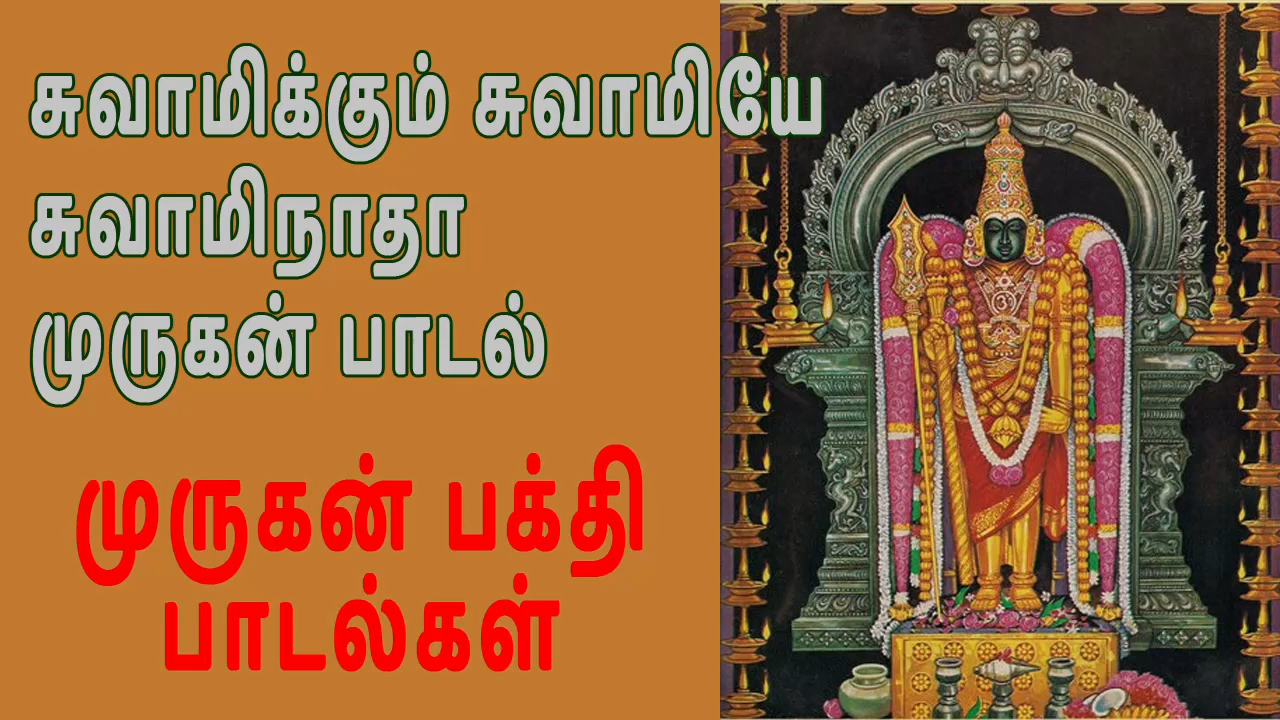 சுவாமிக்கும் சுவாமியே
சுவாமிநாதா
முருகன் பாடல்
முருகன் பக்தி
பாடல்கள்